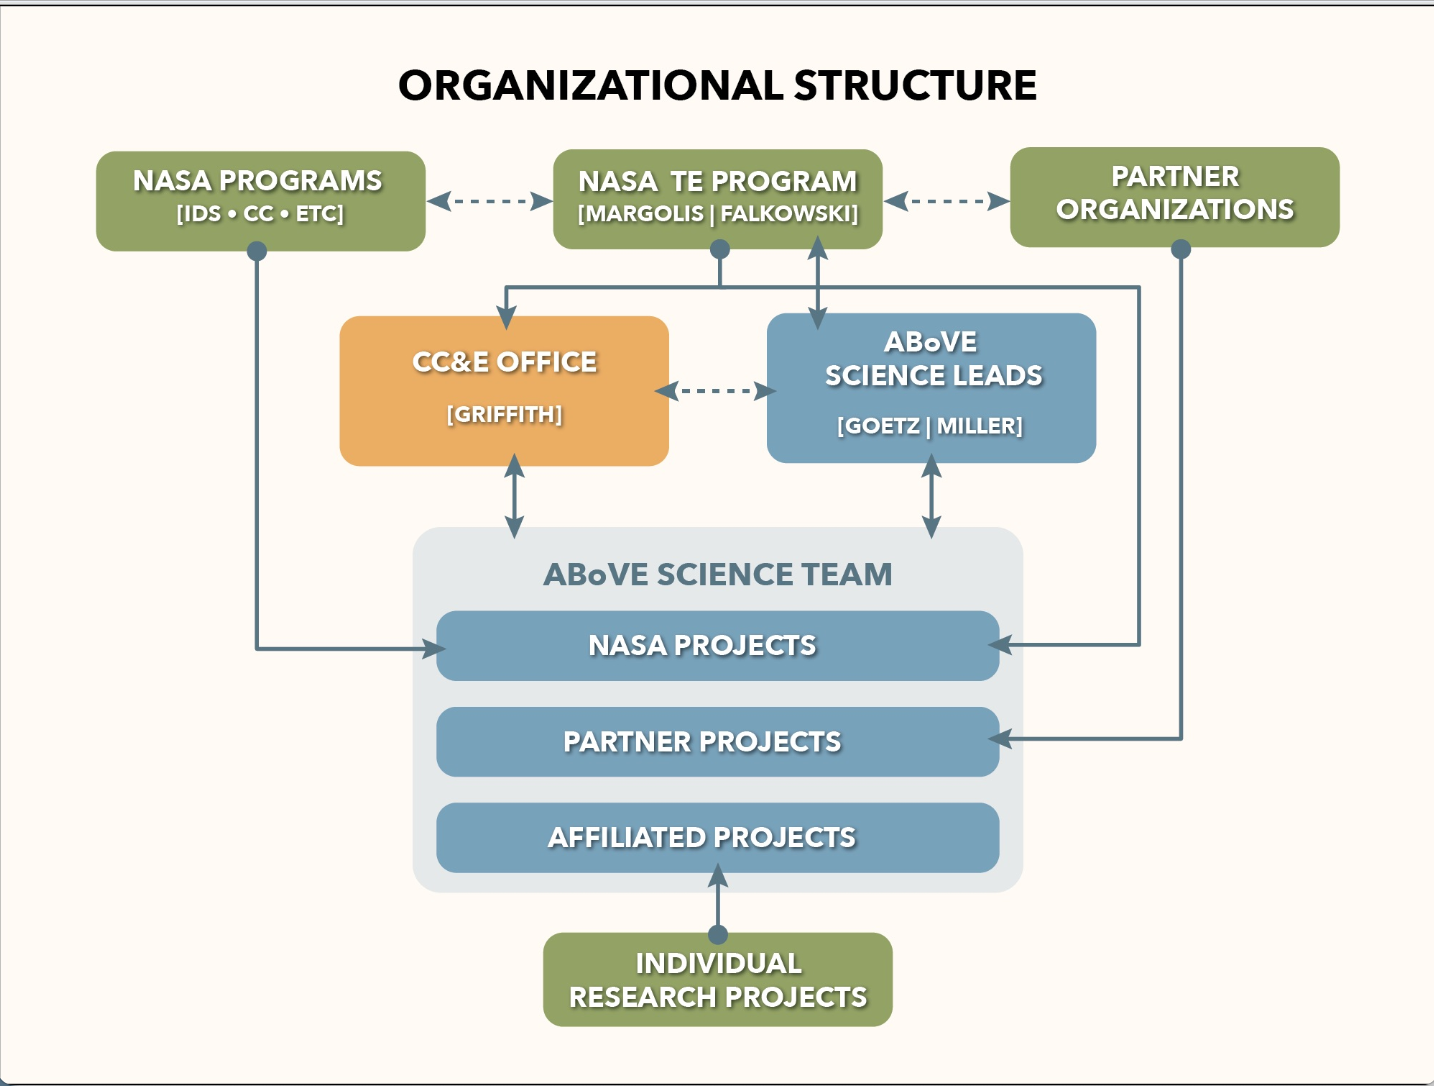 ORGANIZATIONAL STRUCTURE
NASA PROGRAMS
[IDS • CC • ETC]
NASA TE PROGRAM
[MARGOLIS | FALKOWSKI]
PARTNER
ORGANIZATIONS
CC&E OFFICE
[GRIFFITH]
ABoVE
SCIENCE LEADS
[GOETZ | MILLER]
ABoVE SCIENCE TEAM
NASA PROJECTS
PARTNER PROJECTS
AFFILIATED PROJECTS
INDIVIDUAL
RESEARCH PROJECTS